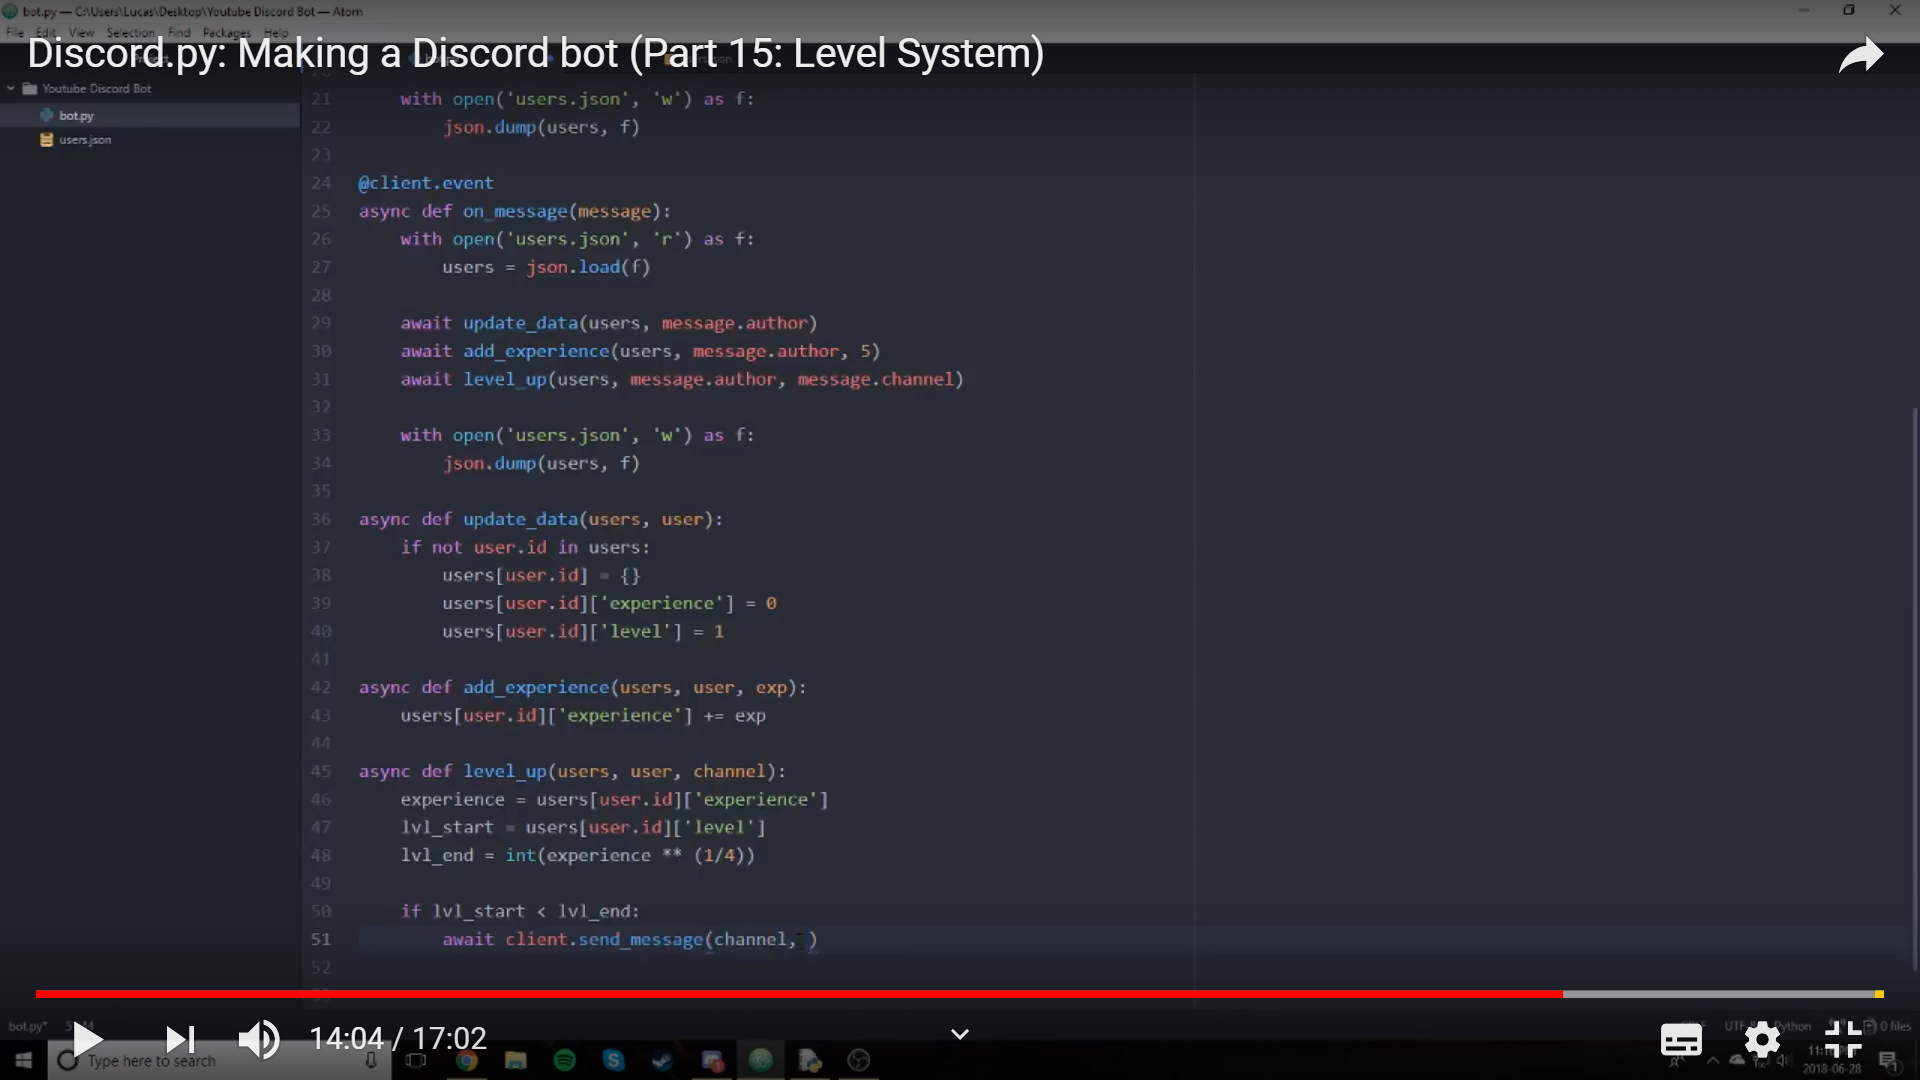 bot.py — C:\Users\Lucas\Desktop\Youtube Discord Bot — Atom
File Edit View Selection Find Packages Help
Discord.py: Making a Discord bot (Part 15: Level System)
Youtube Discord Bot
bot.py
users.json
21 with open('users.json', 'w') as f:
22 json.dump(users, f)
23
24 @client.event
25 async def on_message(message):
26 with open('users.json', 'r') as f:
27 users = json.load(f)
28
29 await update_data(users, message.author)
30 await add_experience(users, message.author, 5)
31 await level_up(users, message.author, message.channel)
32
33 with open('users.json', 'w') as f:
34 json.dump(users, f)
35
36 async def update_data(users, user):
37 if not user.id in users:
38 users[user.id] = {}
39 users[user.id]['experience'] = 0
40 users[user.id]['level'] = 1
41
42 async def add_experience(users, user, exp):
43 users[user.id]['experience'] += exp
44
45 async def level_up(users, user, channel):
46 experience = users[user.id]['experience']
47 lvl_start = users[user.id]['level']
48 lvl_end = int(experience ** (1/4))
49
50 if lvl_start < lvl_end:
51 await client.send_message(channel, )
52
bot.py*
14:04 / 17:02
Python
0 files
Type here to search
2018-06-28